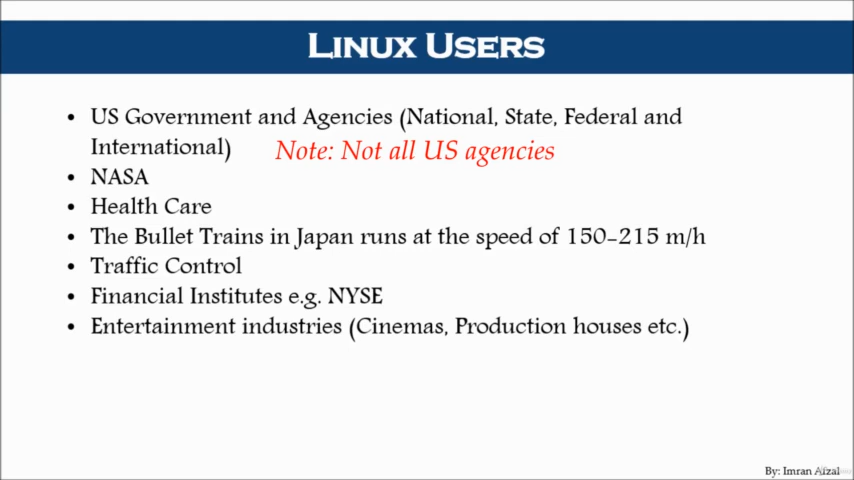 LINUX USERS
• US Government and Agencies (National, State, Federal and
International) Note: Not all US agencies
• NASA
• Health Care
• The Bullet Trains in Japan runs at the speed of 150-215 m/h
• Traffic Control
• Financial Institutes e.g. NYSE
• Entertainment industries (Cinemas, Production houses etc.)
By: Imran Afzal